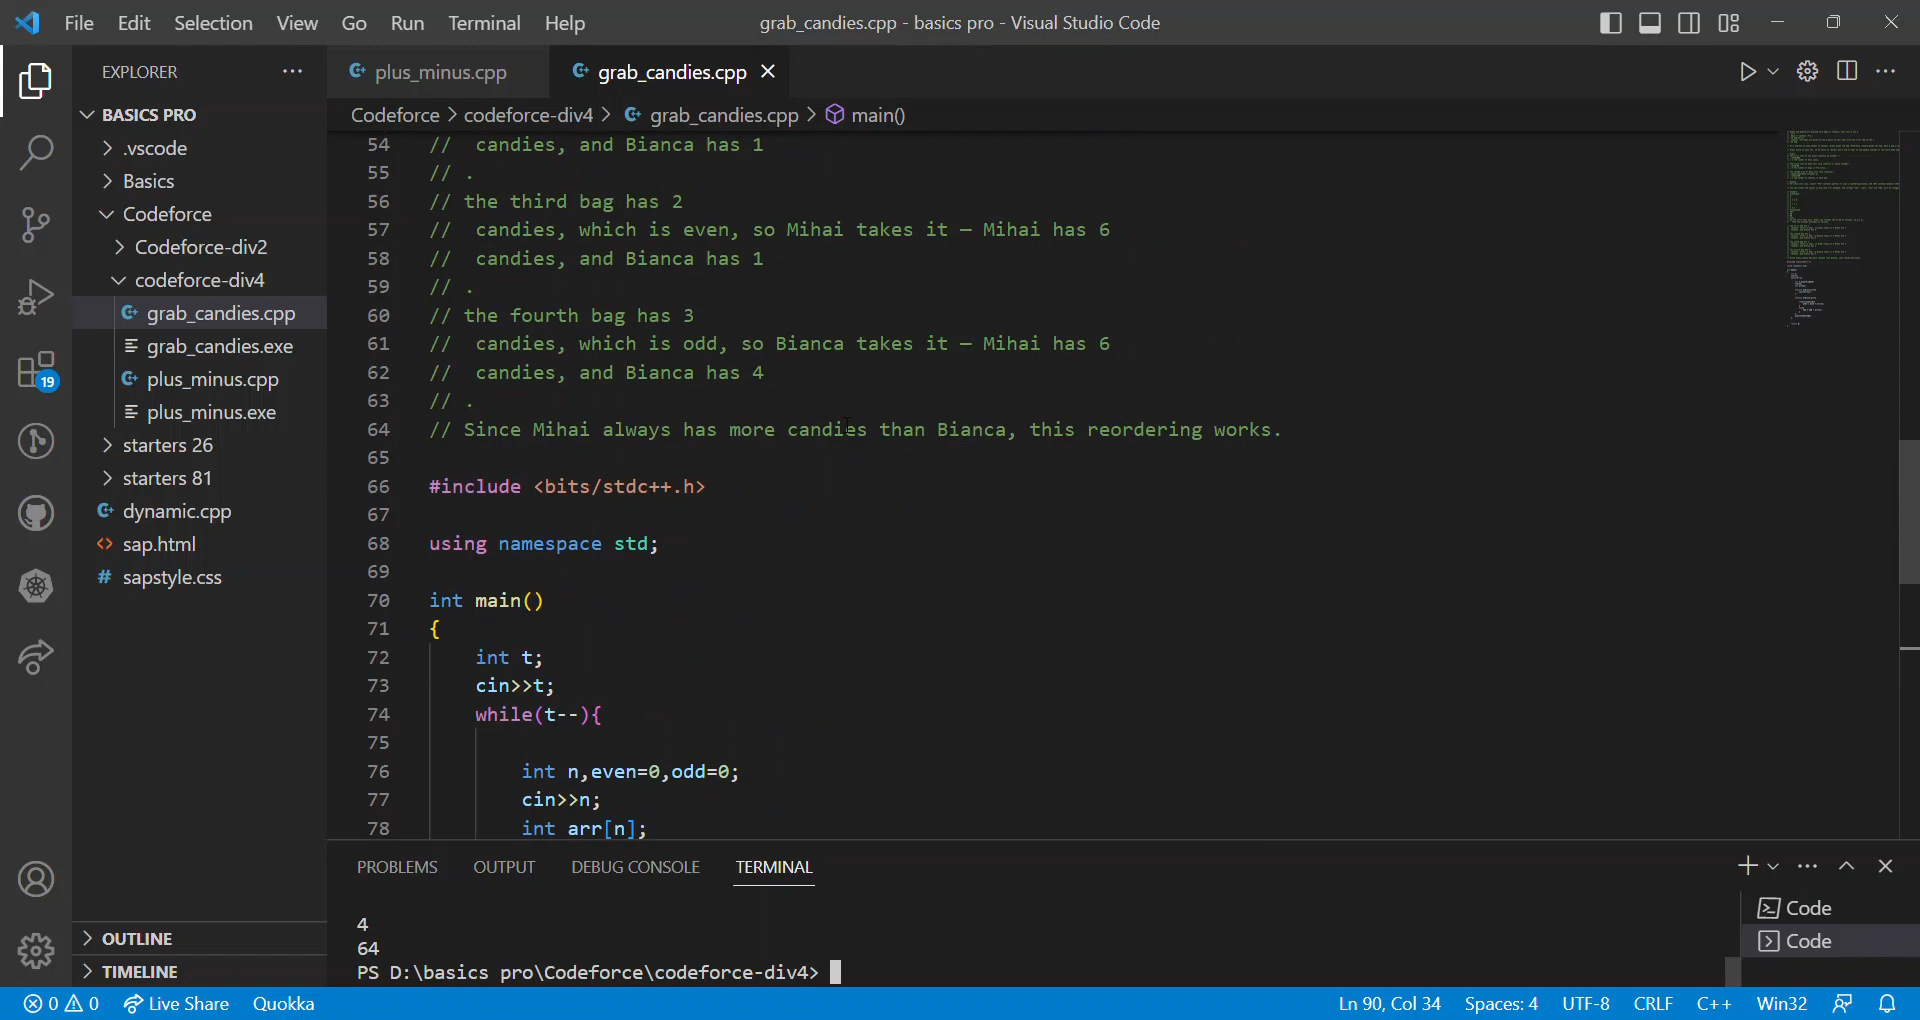 File Edit Selection View Go Run Terminal Help grab_candies.cpp - basics pro - Visual Studio Code
EXPLORER
BASICS PRO
.vscode
Basics
Codeforce
Codeforce-div2
codeforce-div4
grab_candies.cpp
grab_candies.exe
plus_minus.cpp
plus_minus.exe
starters 26
starters 81
dynamic.cpp
sap.html
sapstyle.css
OUTLINE
TIMELINE
19
plus_minus.cpp grab_candies.cpp
Codeforce > codeforce-div4 > grab_candies.cpp > main()
54 //  candies, and Bianca has 1
55 // .
56 // the third bag has 2
57 //  candies, which is even, so Mihai takes it — Mihai has 6
58 //  candies, and Bianca has 1
59 // .
60 // the fourth bag has 3
61 //  candies, which is odd, so Bianca takes it — Mihai has 6
62 //  candies, and Bianca has 4
63 // .
64 // Since Mihai always has more candies than Bianca, this reordering works.
65
66 #include <bits/stdc++.h>
67
68 using namespace std;
69
70 int main()
71 {
72     int t;
73     cin>>t;
74     while(t--){
75
76         int n,even=0,odd=0;
77         cin>>n;
78         int arr[n];
PROBLEMS OUTPUT DEBUG CONSOLE TERMINAL
4
64
PS D:\basics pro\Codeforce\codeforce-div4>
Code
Code
0 0 Live Share Quokka Ln 90, Col 34 Spaces: 4 UTF-8 CRLF C++ Win32